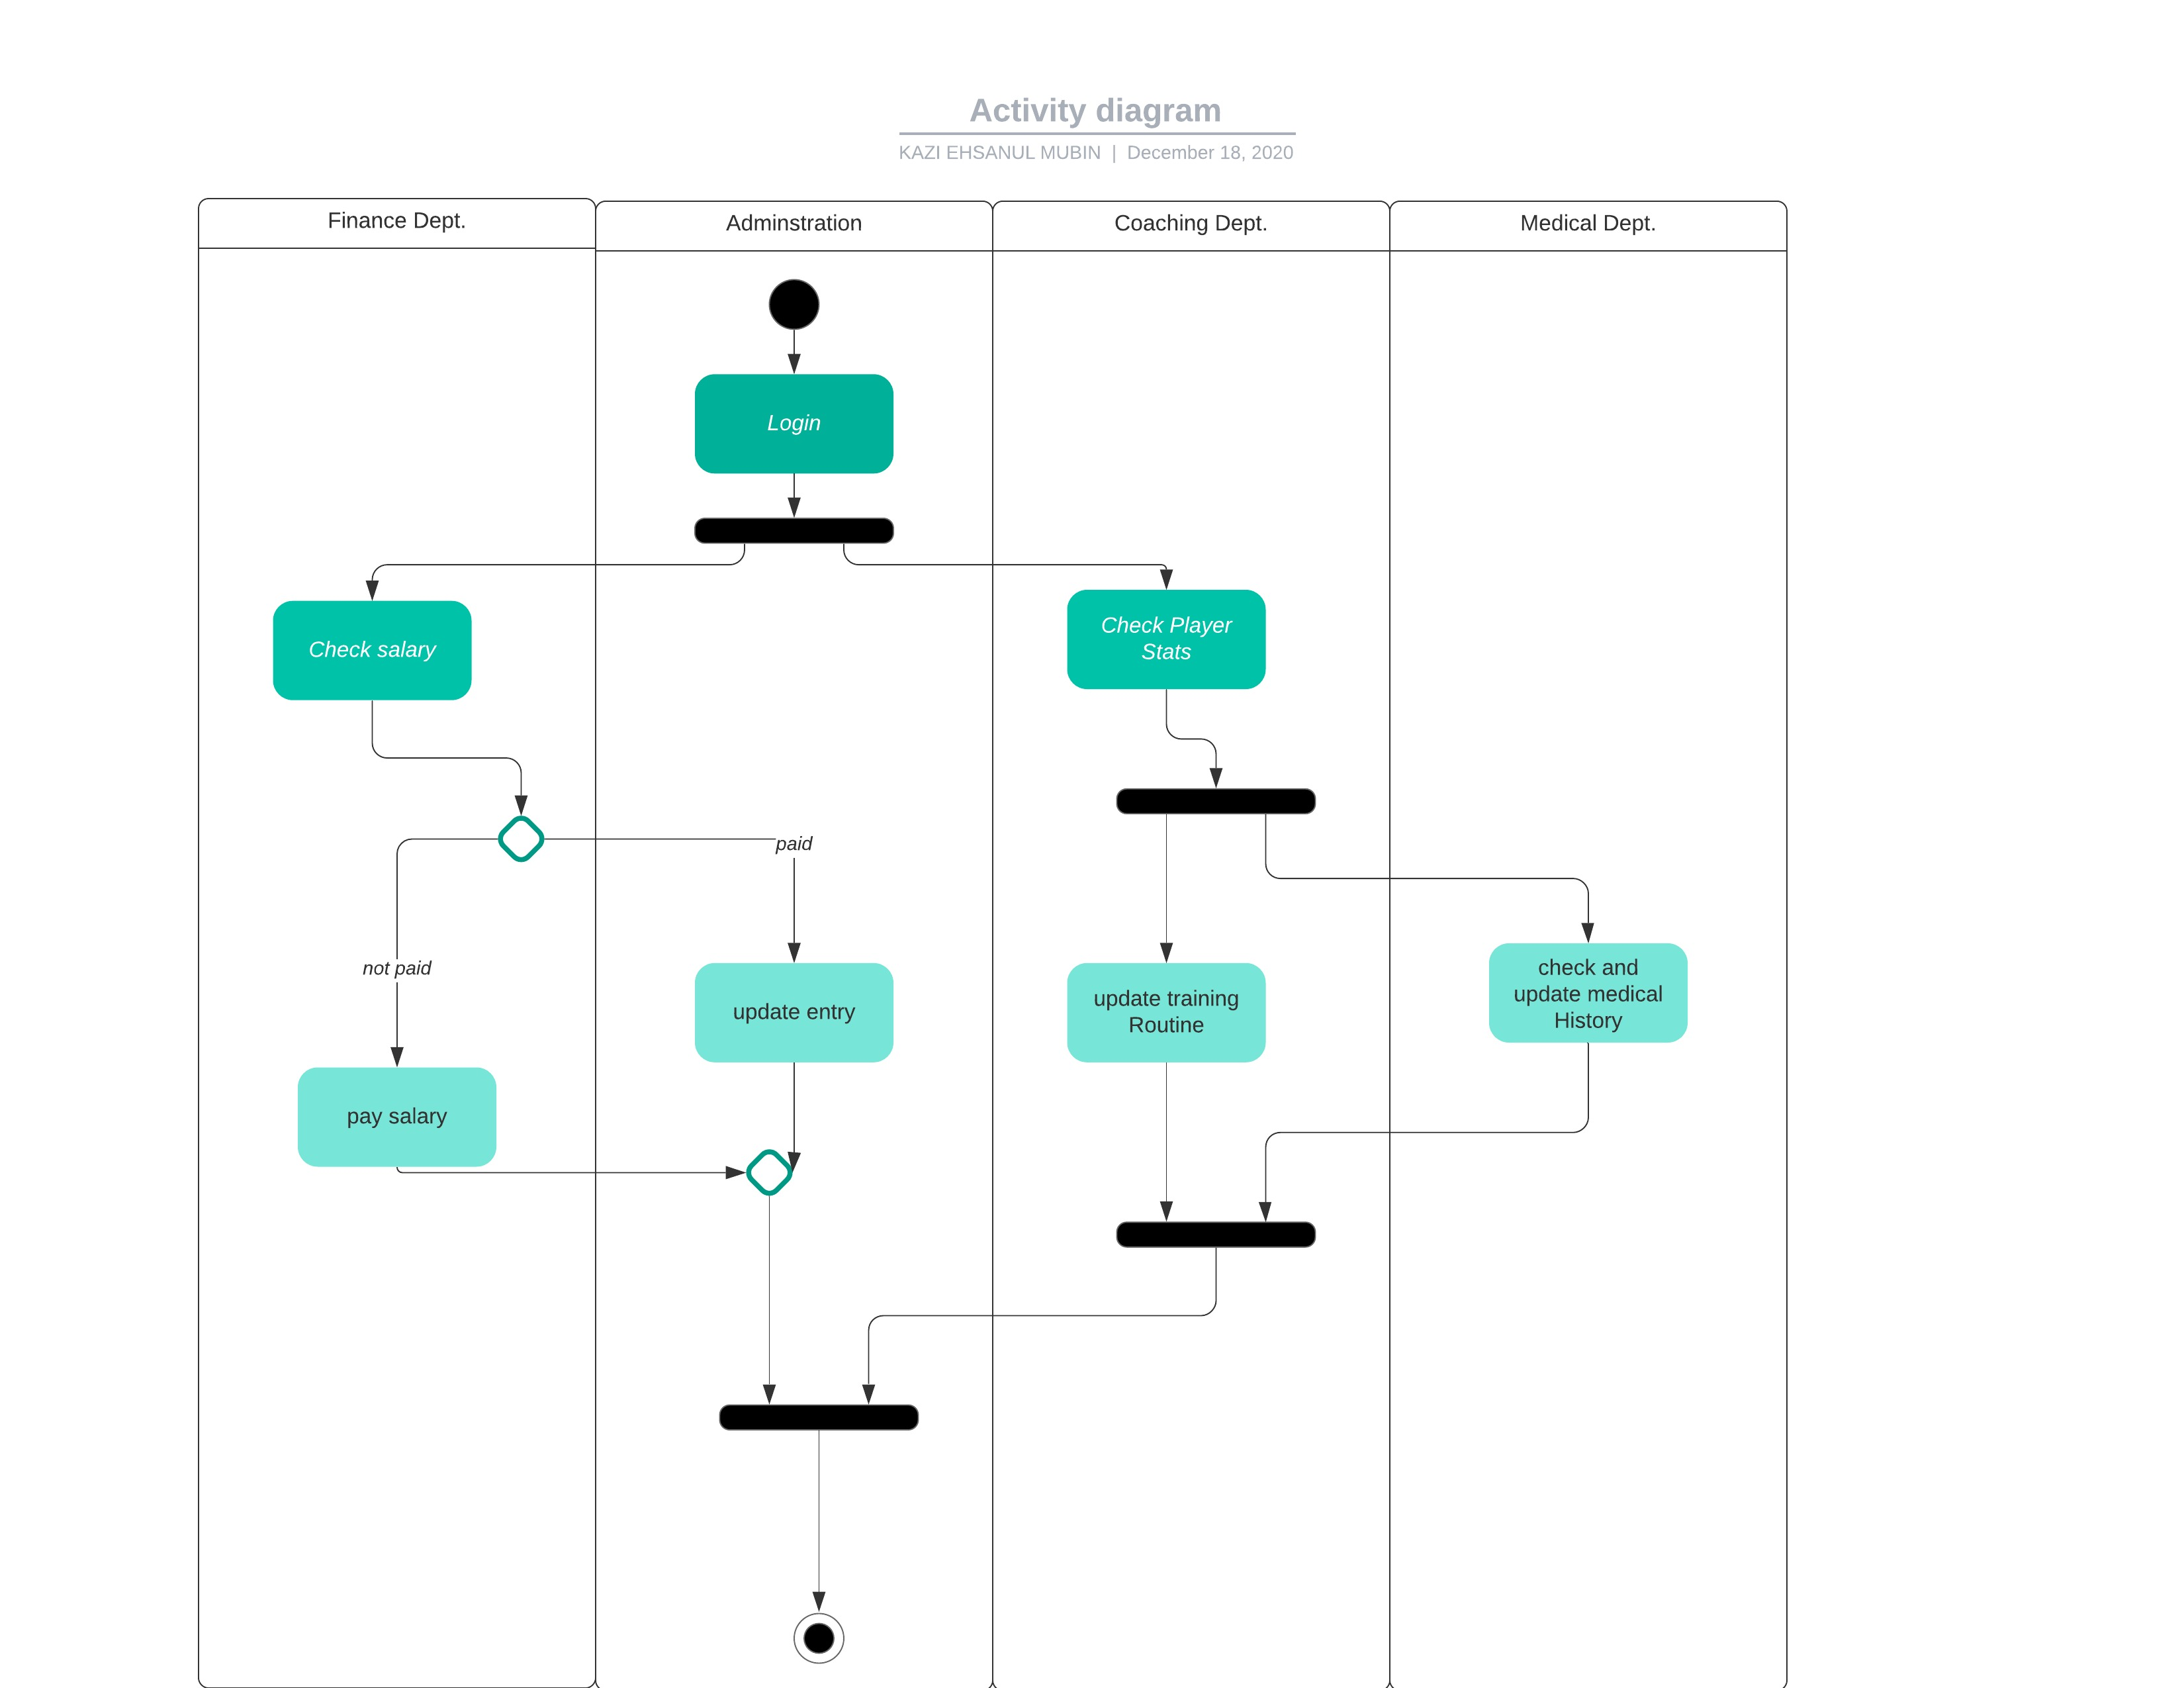 Activity diagram
KAZI EHSANUL MUBIN | December 18, 2020
Finance Dept.
Adminstration
Coaching Dept.
Medical Dept.
Login
Check salary
Check Player
Stats
paid
not paid
update entry
update training
Routine
check and
update medical
History
pay salary